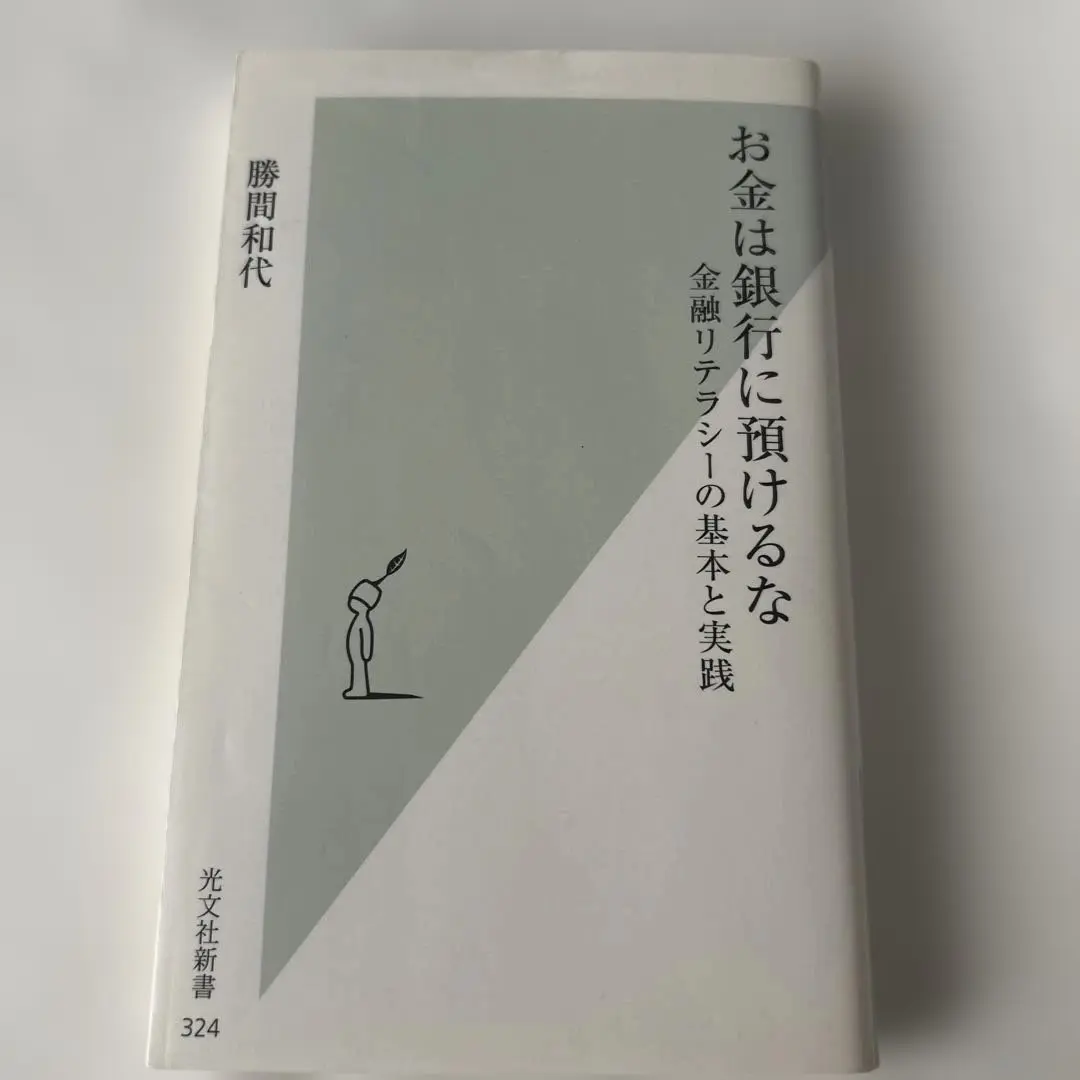 お金は銀行に預けるな
金融リテラシーの基本と実践
勝間和代
光文社新書
324